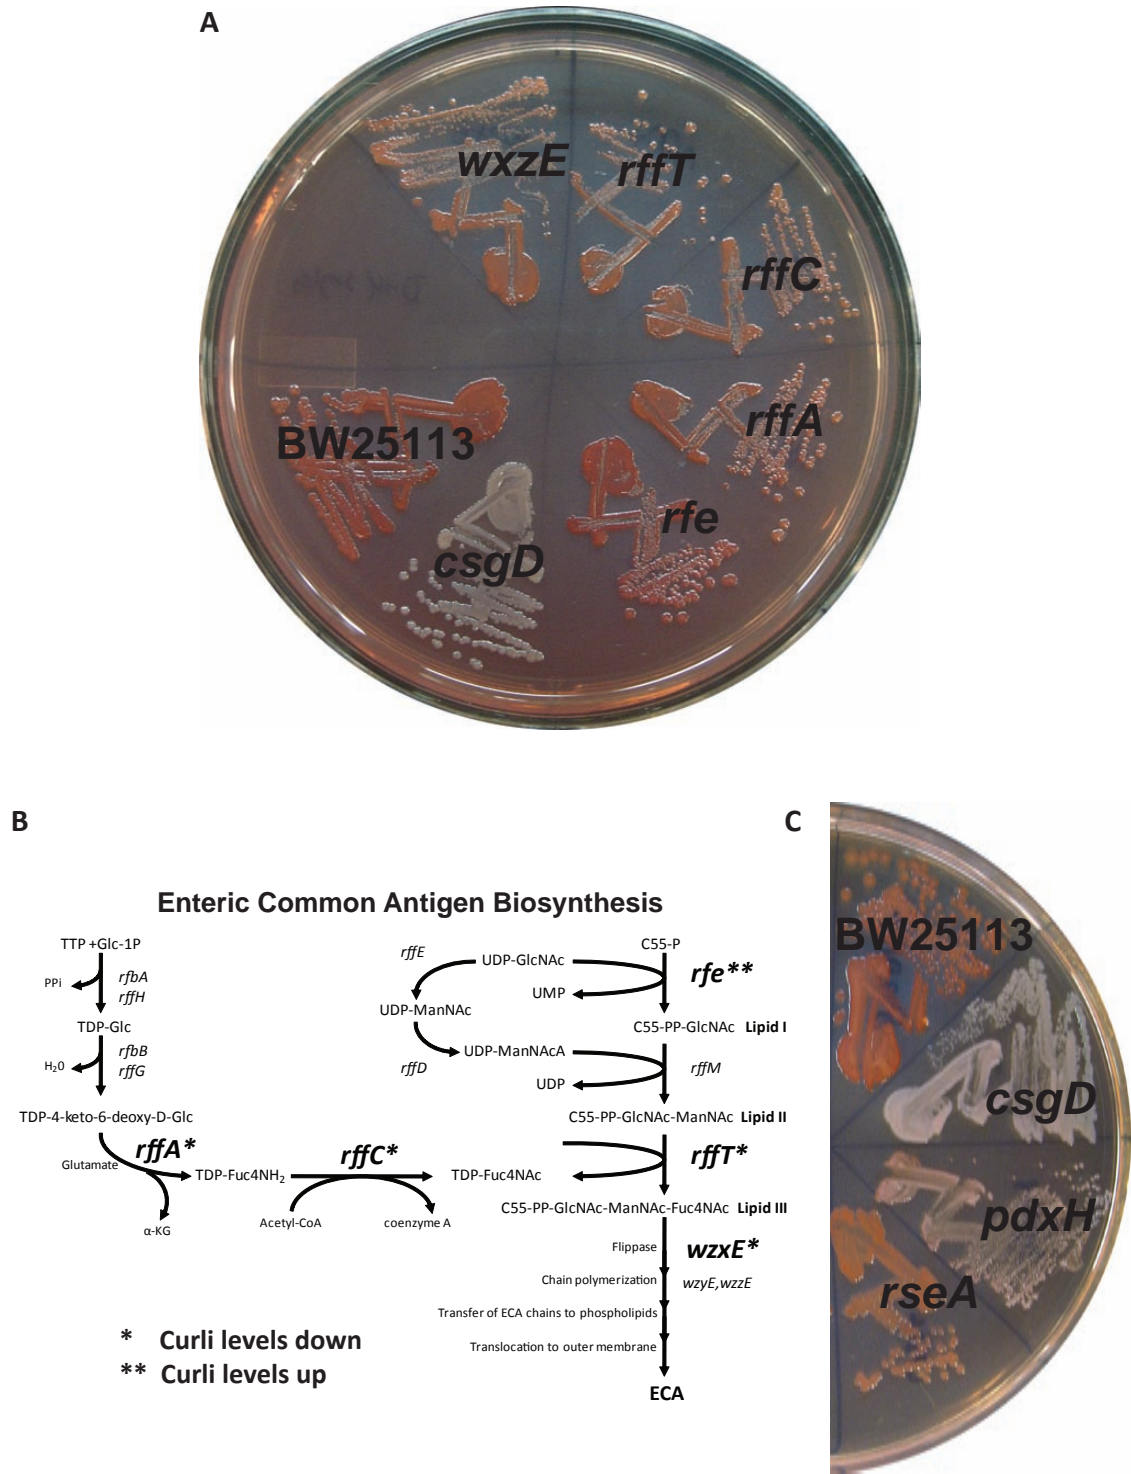 A
wxzE
rffT
rffC
rffA
BW25113
rfe
csgD
B
C
Enteric Common Antigen Biosynthesis
TTP +Glc-1P
PPi
rfbA
rffH
TDP-Glc
H₂0
rfbB
rffG
TDP-4-keto-6-deoxy-D-Glc
Glutamate
rffA*
α-KG
TDP-Fuc4NH₂
rffC*
Acetyl-CoA
coenzyme A
TDP-Fuc4NAc
C55-P
rffE
UDP-GlcNAc
rfe**
UMP
UDP-ManNAc
C55-PP-GlcNAc Lipid I
rffD
UDP-ManNAcA
rffM
UDP
C55-PP-GlcNAc-ManNAc Lipid II
rffT*
C55-PP-GlcNAc-ManNAc-Fuc4NAc Lipid III
Flippase
wzxE*
Chain polymerization
wzyE,wzzE
Transfer of ECA chains to phospholipids
Translocation to outer membrane
ECA
* Curli levels down
** Curli levels up
BW25113
csgD
pdxH
rseA